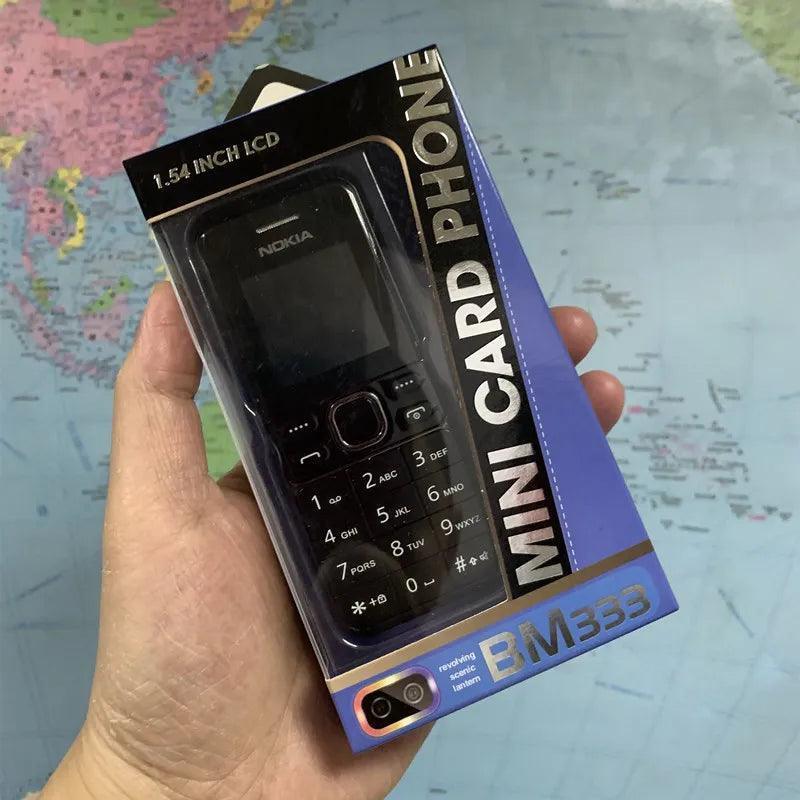 1.54 INCH LCD
MINI CARD PHONE
NOKIA
1
2 ABC
3 DEF
4 GHI
5 JKL
6 MNO
7 PQRS
8 TUV
9 WXYZ
* +
0
#
revolving
scenic
lantern
BM333